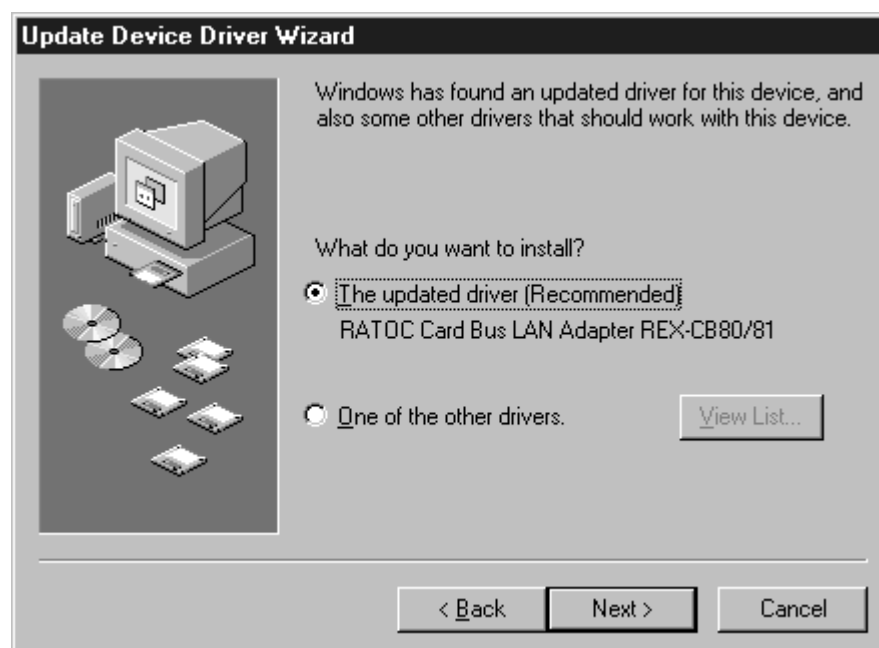 Update Device Driver Wizard
Windows has found an updated driver for this device, and
also some other drivers that should work with this device.
What do you want to install?
The updated driver (Recommended)
RATOC Card Bus LAN Adapter REX-CB80/81
One of the other drivers.
View List...
< Back
Next >
Cancel